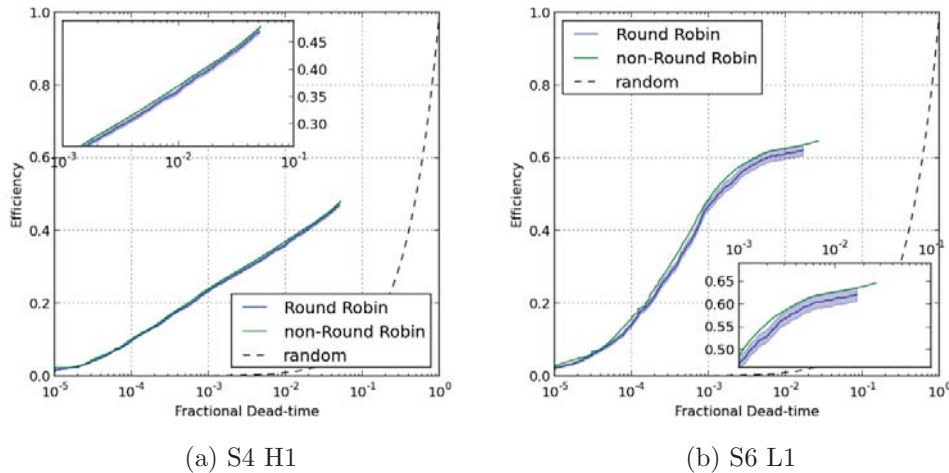 1.0
0.8
0.6
0.4
0.2
0.0
Efficiency
0.45
0.40
0.35
0.30
10⁻³ 10⁻² 10⁻¹
Round Robin
non-Round Robin
random
10⁻⁵ 10⁻⁴ 10⁻³ 10⁻² 10⁻¹ 10⁰
Fractional Dead-time
(a) S4 H1
1.0
0.8
0.6
0.4
0.2
0.0
Efficiency
Round Robin
non-Round Robin
random
10⁻³ 10⁻² 10⁻¹
0.65
0.60
0.55
0.50
10⁻⁵ 10⁻⁴ 10⁻³ 10⁻² 10⁻¹ 10⁰
Fractional Dead-time
(b) S6 L1